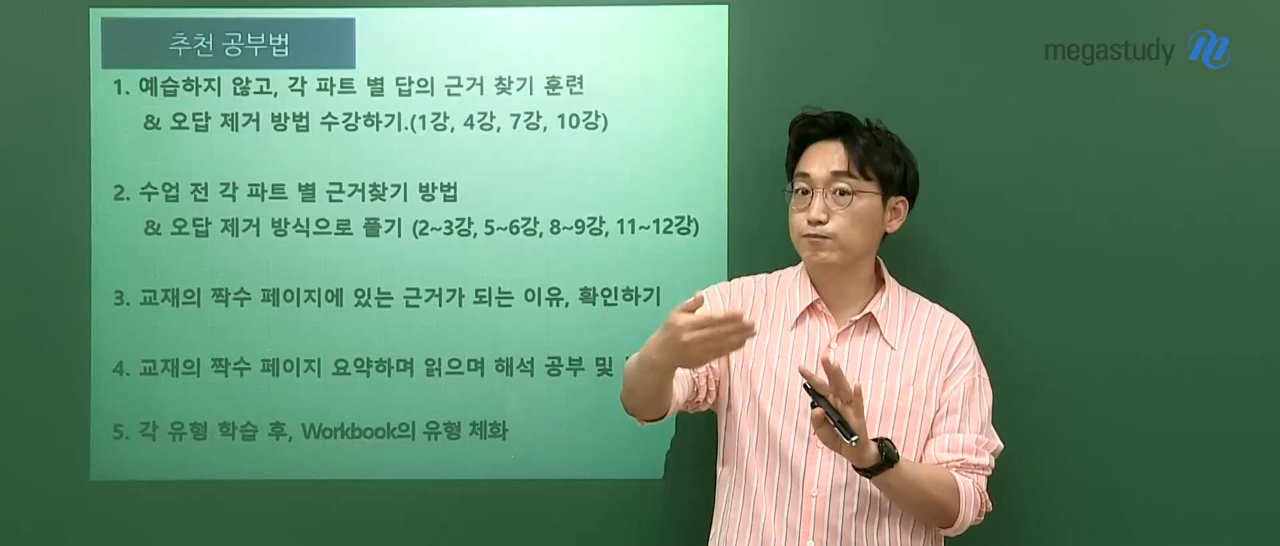 추천 공부법
megastudy
1. 예습하지 않고, 각 파트 별 답의 근거 찾기 훈련
& 오답 제거 방법 수강하기.(1강, 4강, 7강, 10강)
2. 수업 전 각 파트 별 근거찾기 방법
& 오답 제거 방식으로 풀기 (2~3강, 5~6강, 8~9강, 11~12강)
3. 교재의 짝수 페이지에 있는 근거가 되는 이유, 확인하기
4. 교재의 짝수 페이지 요약하며 읽으며 해석 공부 및
5. 각 유형 학습 후, Workbook의 유형 체화